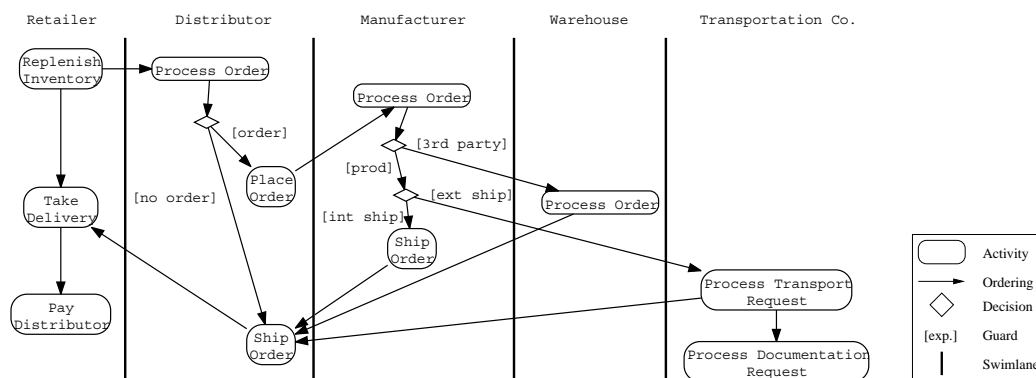 Retailer
Distributor
Manufacturer
Warehouse
Transportation Co.
Replenish
Inventory
Process Order
Process Order
[order]
[3rd party]
[prod]
Place
Order
[no order]
[ext ship]
Take
Delivery
Process Order
[int ship]
Ship
Order
Process Transport
Request
Pay
Distributor
Ship
Order
Process Documentation
Request
Activity
Ordering
Decision
[exp.]
Guard
Swimlane